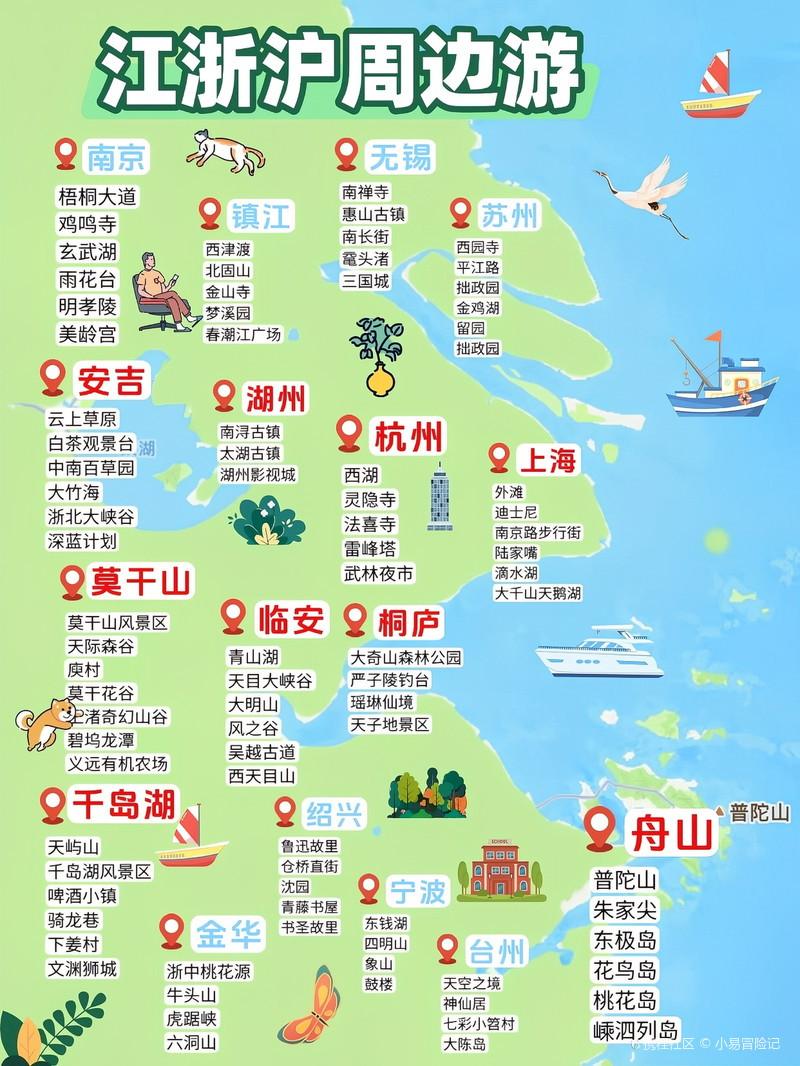 江浙沪周边游
南京
梧桐大道
鸡鸣寺
玄武湖
雨花台
明孝陵
美龄宫
镇江
西津渡
北固山
金山寺
梦溪园
春潮江广场
无锡
南禅寺
惠山古镇
南长街
鼋头渚
三国城
苏州
西园寺
平江路
拙政园
金鸡湖
留园
拙政园
安吉
云上草原
白茶观景台
中南百草园
大竹海
浙北大峡谷
深蓝计划
湖
湖州
南浔古镇
太湖古镇
湖州影视城
杭州
西湖
灵隐寺
法喜寺
雷峰塔
武林夜市
上海
外滩
迪士尼
南京路步行街
陆家嘴
滴水湖
大千山天鹅湖
莫干山
莫干山风景区
天际森谷
庾村
莫干花谷
上渚奇幻山谷
碧坞龙潭
义远有机农场
临安
青山湖
天目大峡谷
大明山
风之谷
吴越古道
西天目山
桐庐
大奇山森林公园
严子陵钓台
瑶琳仙境
天子地景区
千岛湖
天屿山
千岛湖风景区
啤酒小镇
骑龙巷
下姜村
文渊狮城
绍兴
鲁迅故里
仓桥直街
沈园
青藤书屋
书圣故里
舟山
普陀山
普陀山
朱家尖
东极岛
花鸟岛
桃花岛
嵊泗列岛
宁波
东钱湖
四明山
象山
鼓楼
金华
浙中桃花源
牛头山
虎踞峡
六洞山
台州
天空之境
神仙居
七彩小箬村
大陈岛
SCHOOL
携程社区 © 小易冒险记